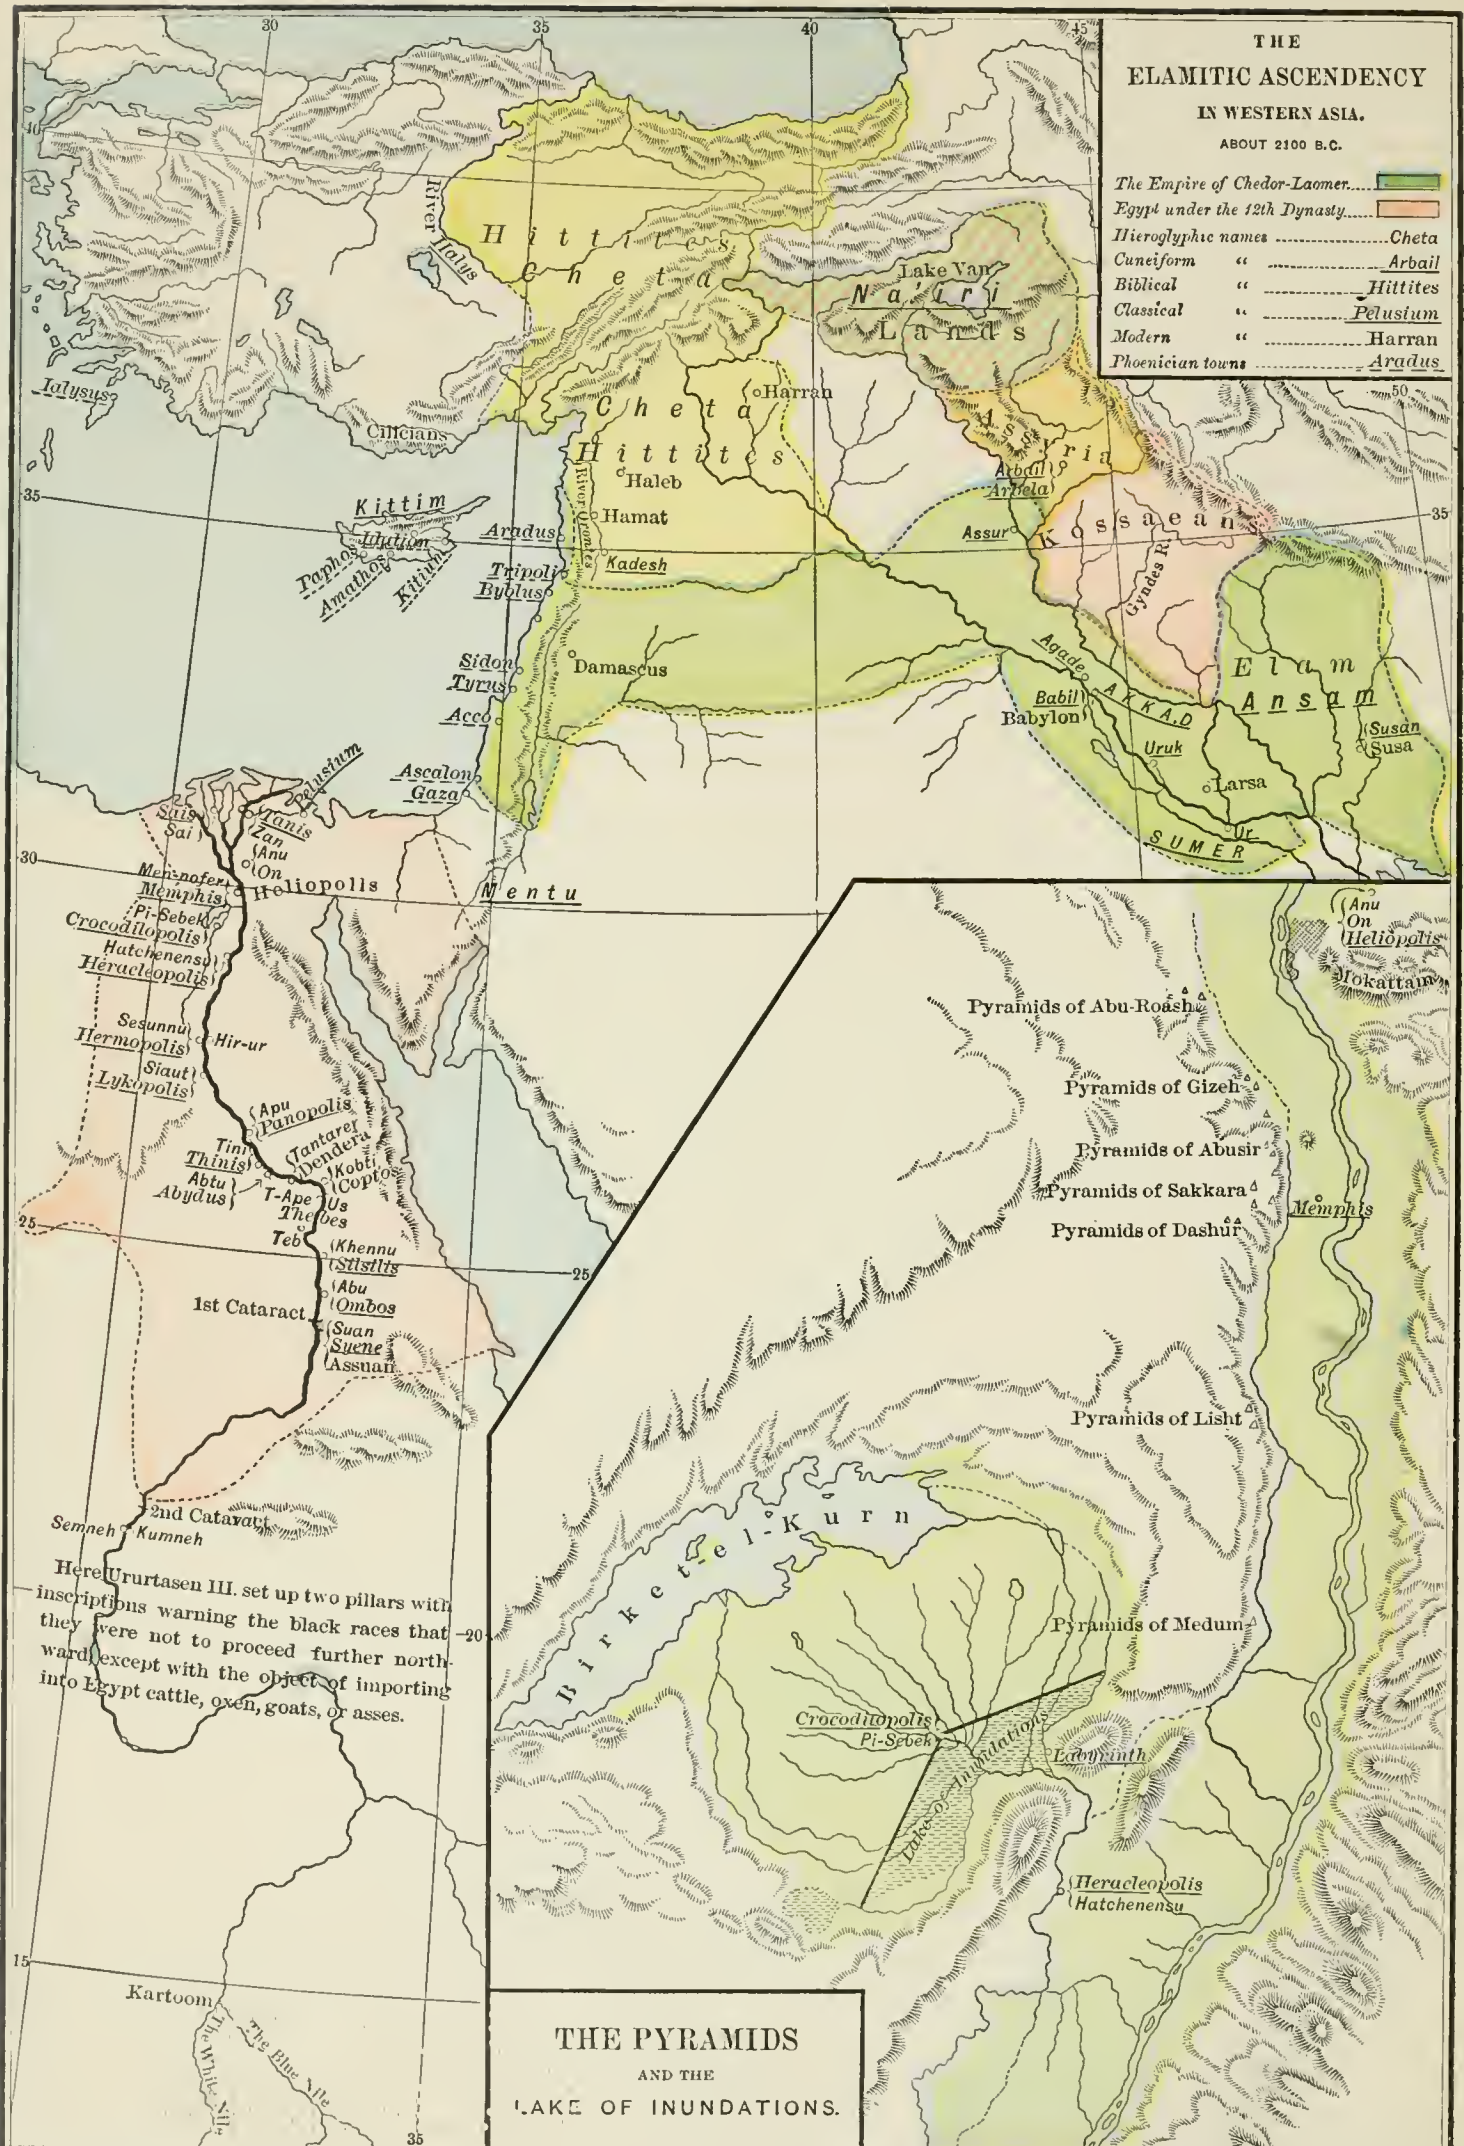 30
35
40
45
THE
ELAMITIC ASCENDENCY
IN WESTERN ASIA.
ABOUT 2100 B.C.
The Empire of Chedor-Laomer
Egypt under the 12th Dynasty
Hieroglyphic names Cheta
Cuneiform “ Arbail
Biblical “ Hittites
Classical “ Pelusium
Modern “ Harran
Phoenician towns Aradus
40
50
River Halys
Hittites
Cheta
Lake Van
Na'iri
Lands
Ialysus
Cilicians
Cheta
Harran
Hittites
Assyria
Arbail
Arbela
Haleb
River Orontes
Hamat
35
35
Kittim
Paphos
Amathos
Kitium
Aradus
Kadesh
Assur
Kossaeans
Gyndes R.
Tripoli
Byblus
Sidon
Tyrus
Damascus
Acco
Agade
AKKAD
Babil
Babylon
Elam
Ansam
Susan
Susa
Uruk
Larsa
Ur
SUMER
Ascalon
Gaza
Pelusium
Sais
Sai
Tanis
Zan
Anu
On
Heliopolis
30
Men-nofer
Memphis
Mentu
Pi-Sebek
Crocodilopolis
Hatchenensu
Heracleopolis
Sesunnu
Hermopolis
Hir-ur
Siaut
Lykopolis
Apu
Panopolis
Tini
Thinis
Tantarer
Dendera
Kobti
Coptos
Abtu
Abydus
T-Ape
Us
Thebes
25
Teb
Khennu
Silsilis
25
Abu
Ombos
1st Cataract
Suan
Syene
Assuan
2nd Cataract
Semneh
Kumneh
Here Ururtasen III. set up two pillars with
inscriptions warning the black races that
they were not to proceed further north-
ward, except with the object of importing
into Egypt cattle, oxen, goats, or asses.
20
15
Kartoom
The White Nile
The Blue Nile
35
Anu
On
Heliopolis
Mokattam
Pyramids of Abu-Roash
Pyramids of Gizeh
Pyramids of Abusir
Pyramids of Sakkara
Memphis
Pyramids of Dashur
Pyramids of Lisht
Birket-el-Kurn
Pyramids of Medum
Crocodilopolis
Pi-Sebek
Lake of Inundations
Labyrinth
Heracleopolis
Hatchenensu
THE PYRAMIDS
AND THE
LAKE OF INUNDATIONS.